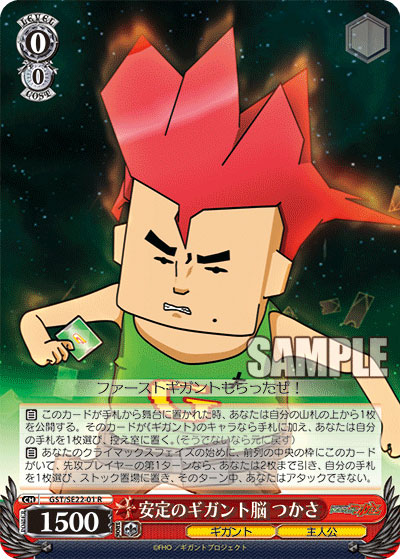 LEVEL
0
0
COST
SAMPLE
ファーストギガントもらったぜ!
自 このカードが手札から舞台に置かれた時、あなたは自分の山札の上から1枚
を公開する。そのカードが《ギガント》のキャラなら手札に加え、あなたは自
分の手札を1枚選び、控え室に置く。(そうでないなら元に戻す)
自 あなたのクライマックスフェイズの始めに、前列の中央の枠にこのカードが
いて、先攻プレイヤーの第1ターンなら、あなたは2枚まで引き、自分の手札を
1枚選び、ストック置場に置き、そのターン中、あなたはアタックできない。
CH
GST/SE22-01 R
POWER
1500
安定のギガント脳 つかさ
ギガント
主人公
©FHO/ギガントプロジェクト